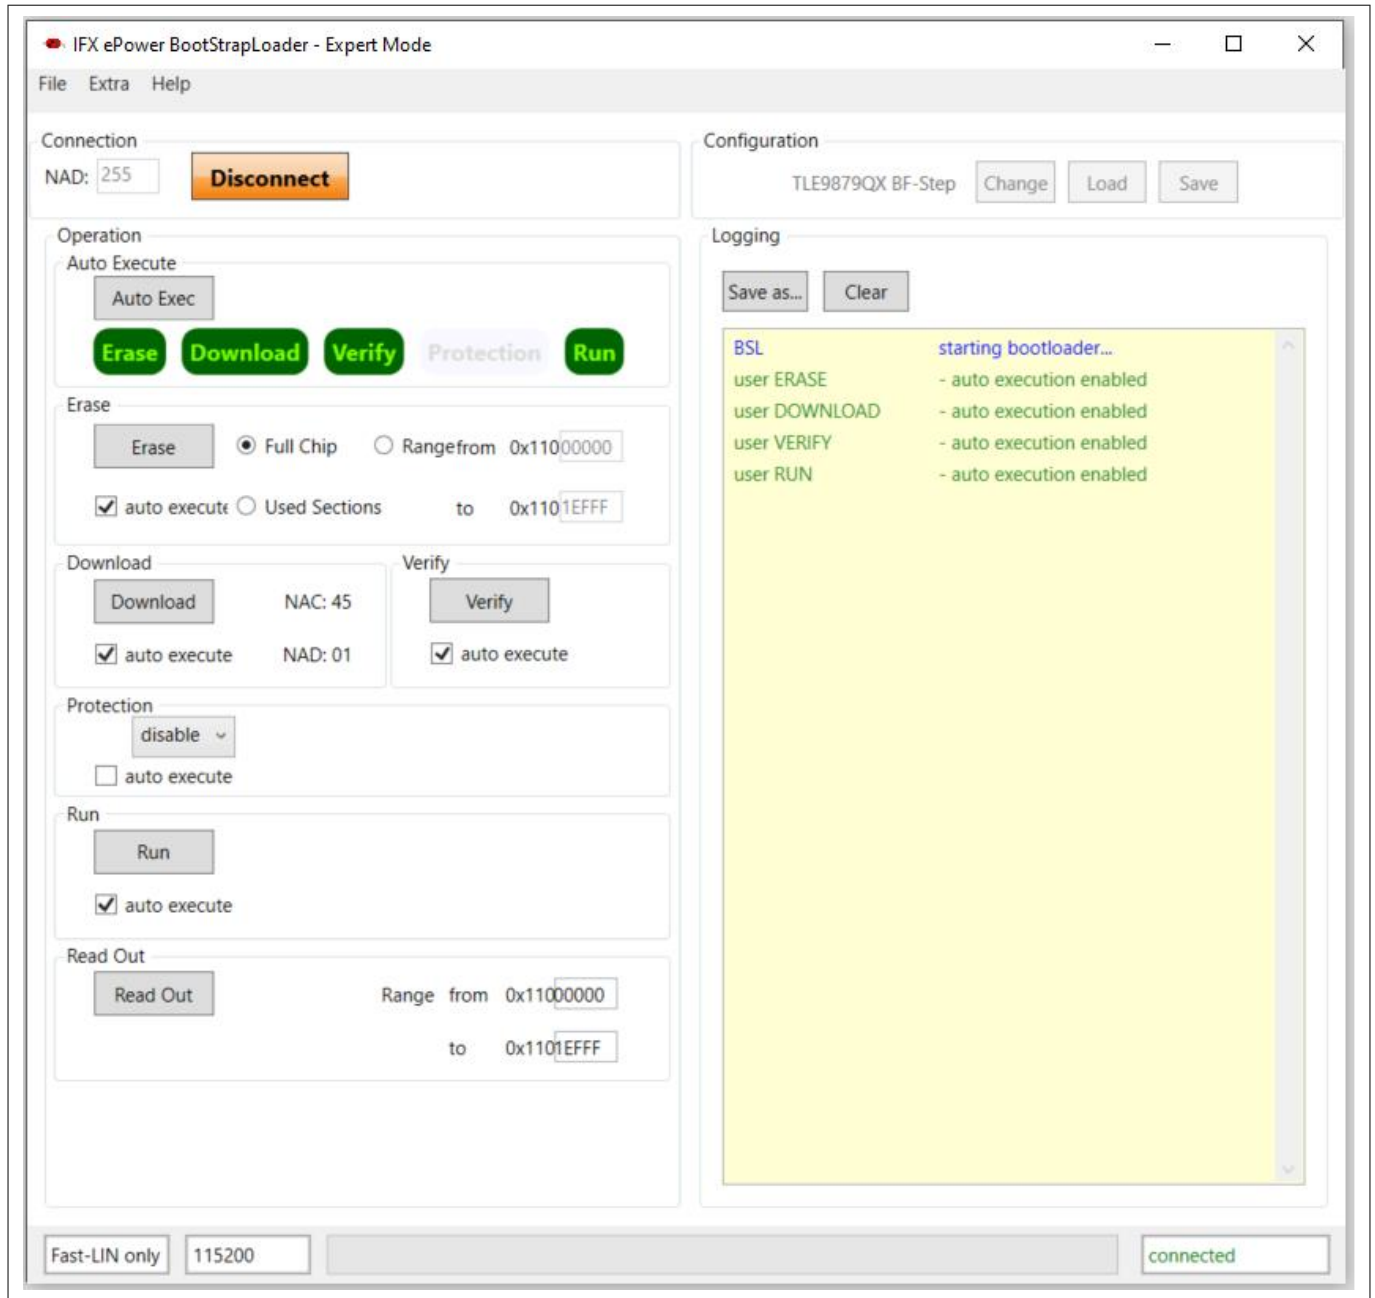 IFX ePower BootStrapLoader - Expert Mode
File Extra Help
Connection
NAD: 255 Disconnect
Configuration
TLE9879QX BF-Step Change Load Save
Operation
Auto Execute
Auto Exec
Erase Download Verify Protection Run
Erase
Erase Full Chip Range from 0x11000000
auto execute Used Sections to 0x1101EFFF
Download
Download NAC: 45
auto execute NAD: 01
Verify
Verify
auto execute
Protection
disable
auto execute
Run
Run
auto execute
Read Out
Read Out Range from 0x11000000
to 0x1101EFFF
Logging
Save as... Clear
BSL starting bootloader...
user ERASE - auto execution enabled
user DOWNLOAD - auto execution enabled
user VERIFY - auto execution enabled
user RUN - auto execution enabled
Fast-LIN only 115200 connected